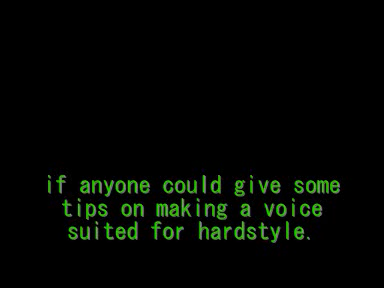 if anyone could give some
tips on making a voice
suited for hardstyle.